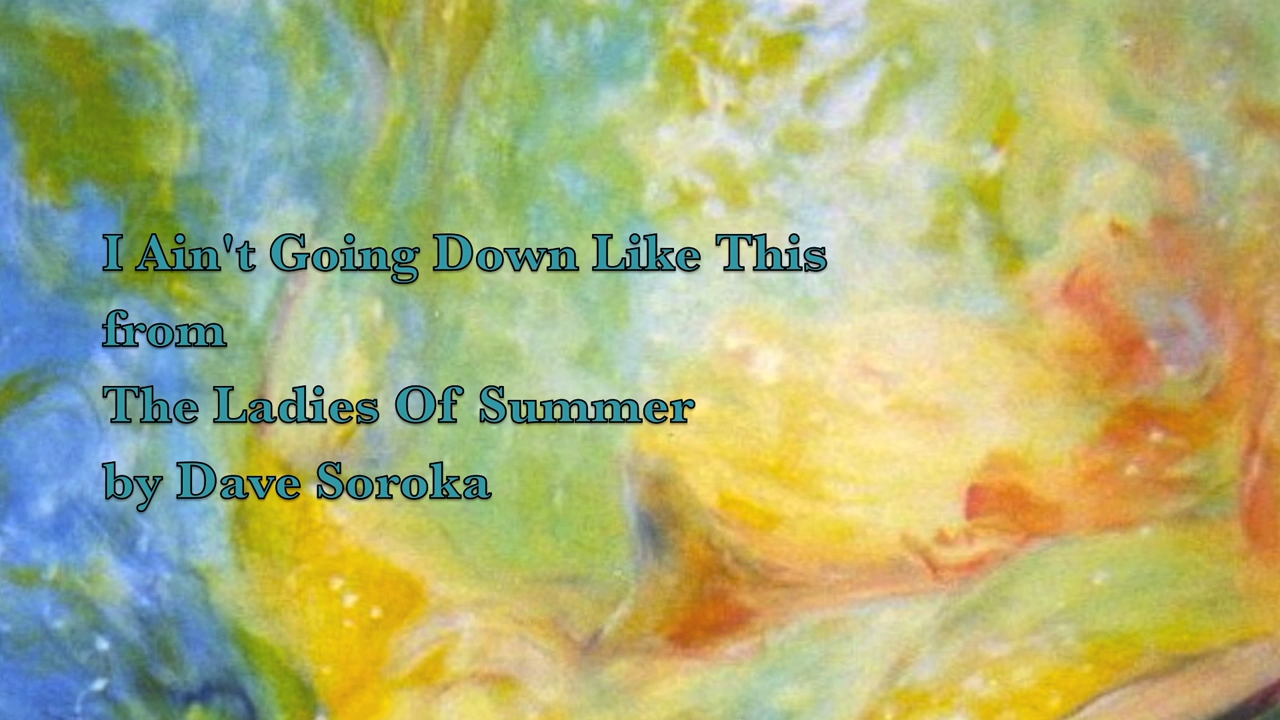 I Ain't Going Down Like This
from
The Ladies Of Summer
by Dave Soroka